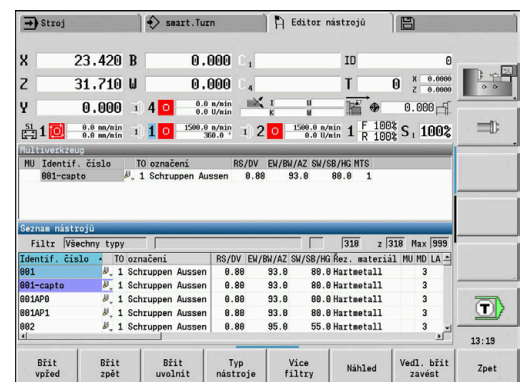 Stroj smart.Turn Editor nástrojů
X 23.420 B 0.000 C 1 ID 0
Z 31.710 W 0.000 C 4 T 0 X 0.0000 Z 0.0000
Y 0.000 4 0.0 m/min 0.0 U/min 0.000
S1 1 0.0 mm/min 0.0 m/min 1 1500.0 m/min 360.0 ° 2 1500.0 m/min 0.0 U/min 1 F 100% R 100% S1 100%
Multiverkzeug
MU Identif. číslo TO označení RS/DV EW/BW/AZ SW/SB/HG MTS
001-capto 1 Schruppen Aussen 0.80 93.0 80.0 1
Seznam nástrojů
Filtr Všechny typy 318 z 318 Max 999
Identif. číslo TO označení RS/DV EW/BW/AZ SW/SB/HG Řez. materiál MU MD LA
001 1 Schruppen Aussen 0.80 93.0 80.0 Hartmetall 3
001-capto 1 Schruppen Aussen 0.80 93.0 80.0 Hartmetall 3
001AP0 1 Schruppen Aussen 0.80 93.0 80.0 Hartmetall 3
001AP1 1 Schruppen Aussen 0.80 93.0 80.0 Hartmetall 3
002 1 Schruppen Aussen 0.80 95.0 55.0 Hartmetall 3
T
13:19
Břit vpřed Břit zpět Břit uvolnit Typ nástroje Více filtry Náhled Vedl. břit zavést Zpet